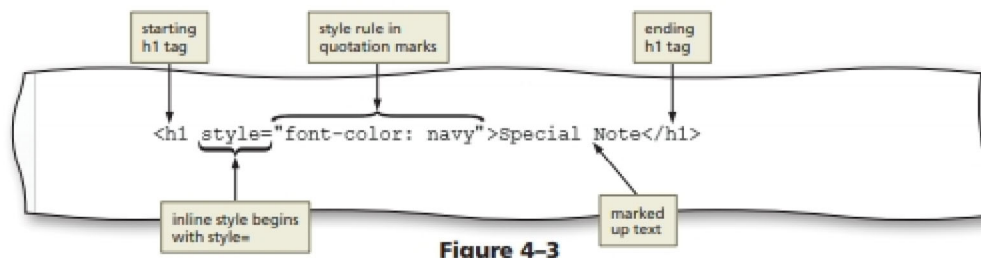 starting
h1 tag
style rule in
quotation marks
ending
h1 tag
<h1 style="font-color: navy">Special Note</h1>
inline style begins
with style=
marked
up text
Figure 4–3